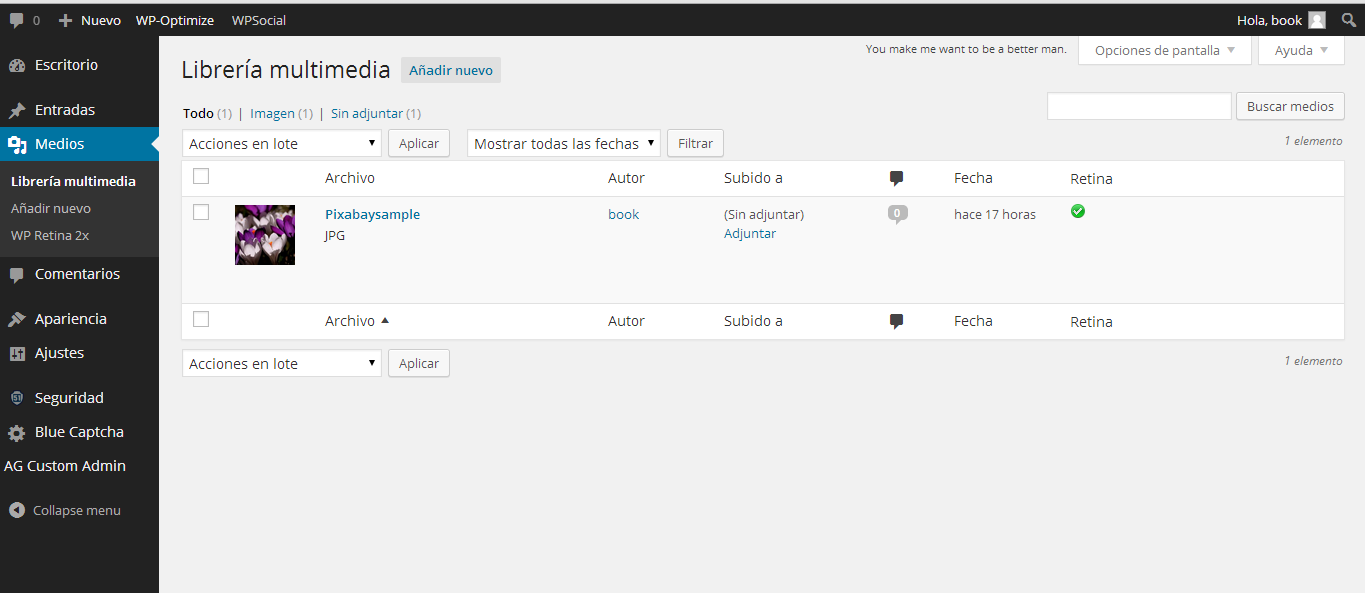 0 Nuevo WP-Optimize WPSocial Hola, book
You make me want to be a better man. Opciones de pantalla Ayuda
Escritorio
Entradas
Medios
Librería multimedia
Añadir nuevo
WP Retina 2x
Comentarios
Apariencia
Ajustes
Seguridad
Blue Captcha
AG Custom Admin
Collapse menu
Librería multimedia Añadir nuevo
Todo (1) | Imagen (1) | Sin adjuntar (1)
Buscar medios
Acciones en lote Aplicar Mostrar todas las fechas Filtrar
1 elemento
Archivo Autor Subido a Fecha Retina
Pixabaysample book (Sin adjuntar) 0 hace 17 horas
JPG Adjuntar
Archivo Autor Subido a Fecha Retina
Acciones en lote Aplicar
1 elemento